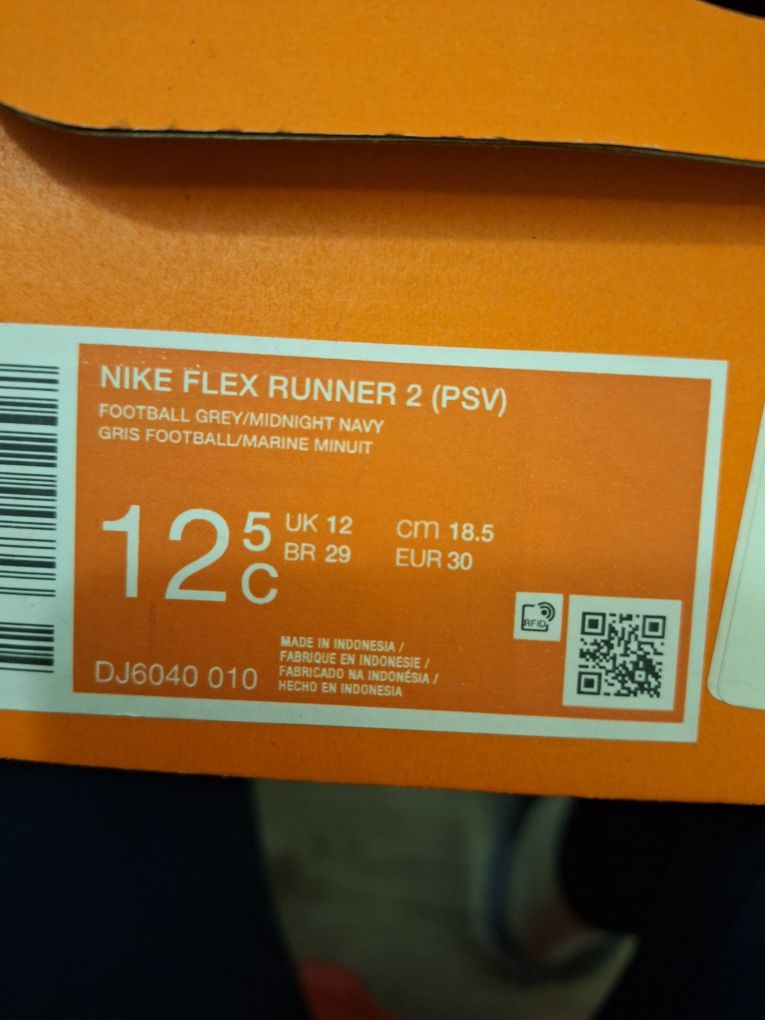 NIKE FLEX RUNNER 2 (PSV)
FOOTBALL GREY/MIDNIGHT NAVY
GRIS FOOTBALL/MARINE MINUIT
12 5 C
UK 12 cm 18.5
BR 29 EUR 30
RFID
DJ6040 010
MADE IN INDONESIA /
FABRIQUE EN INDONESIE /
FABRICADO NA INDONÉSIA /
HECHO EN INDONESIA